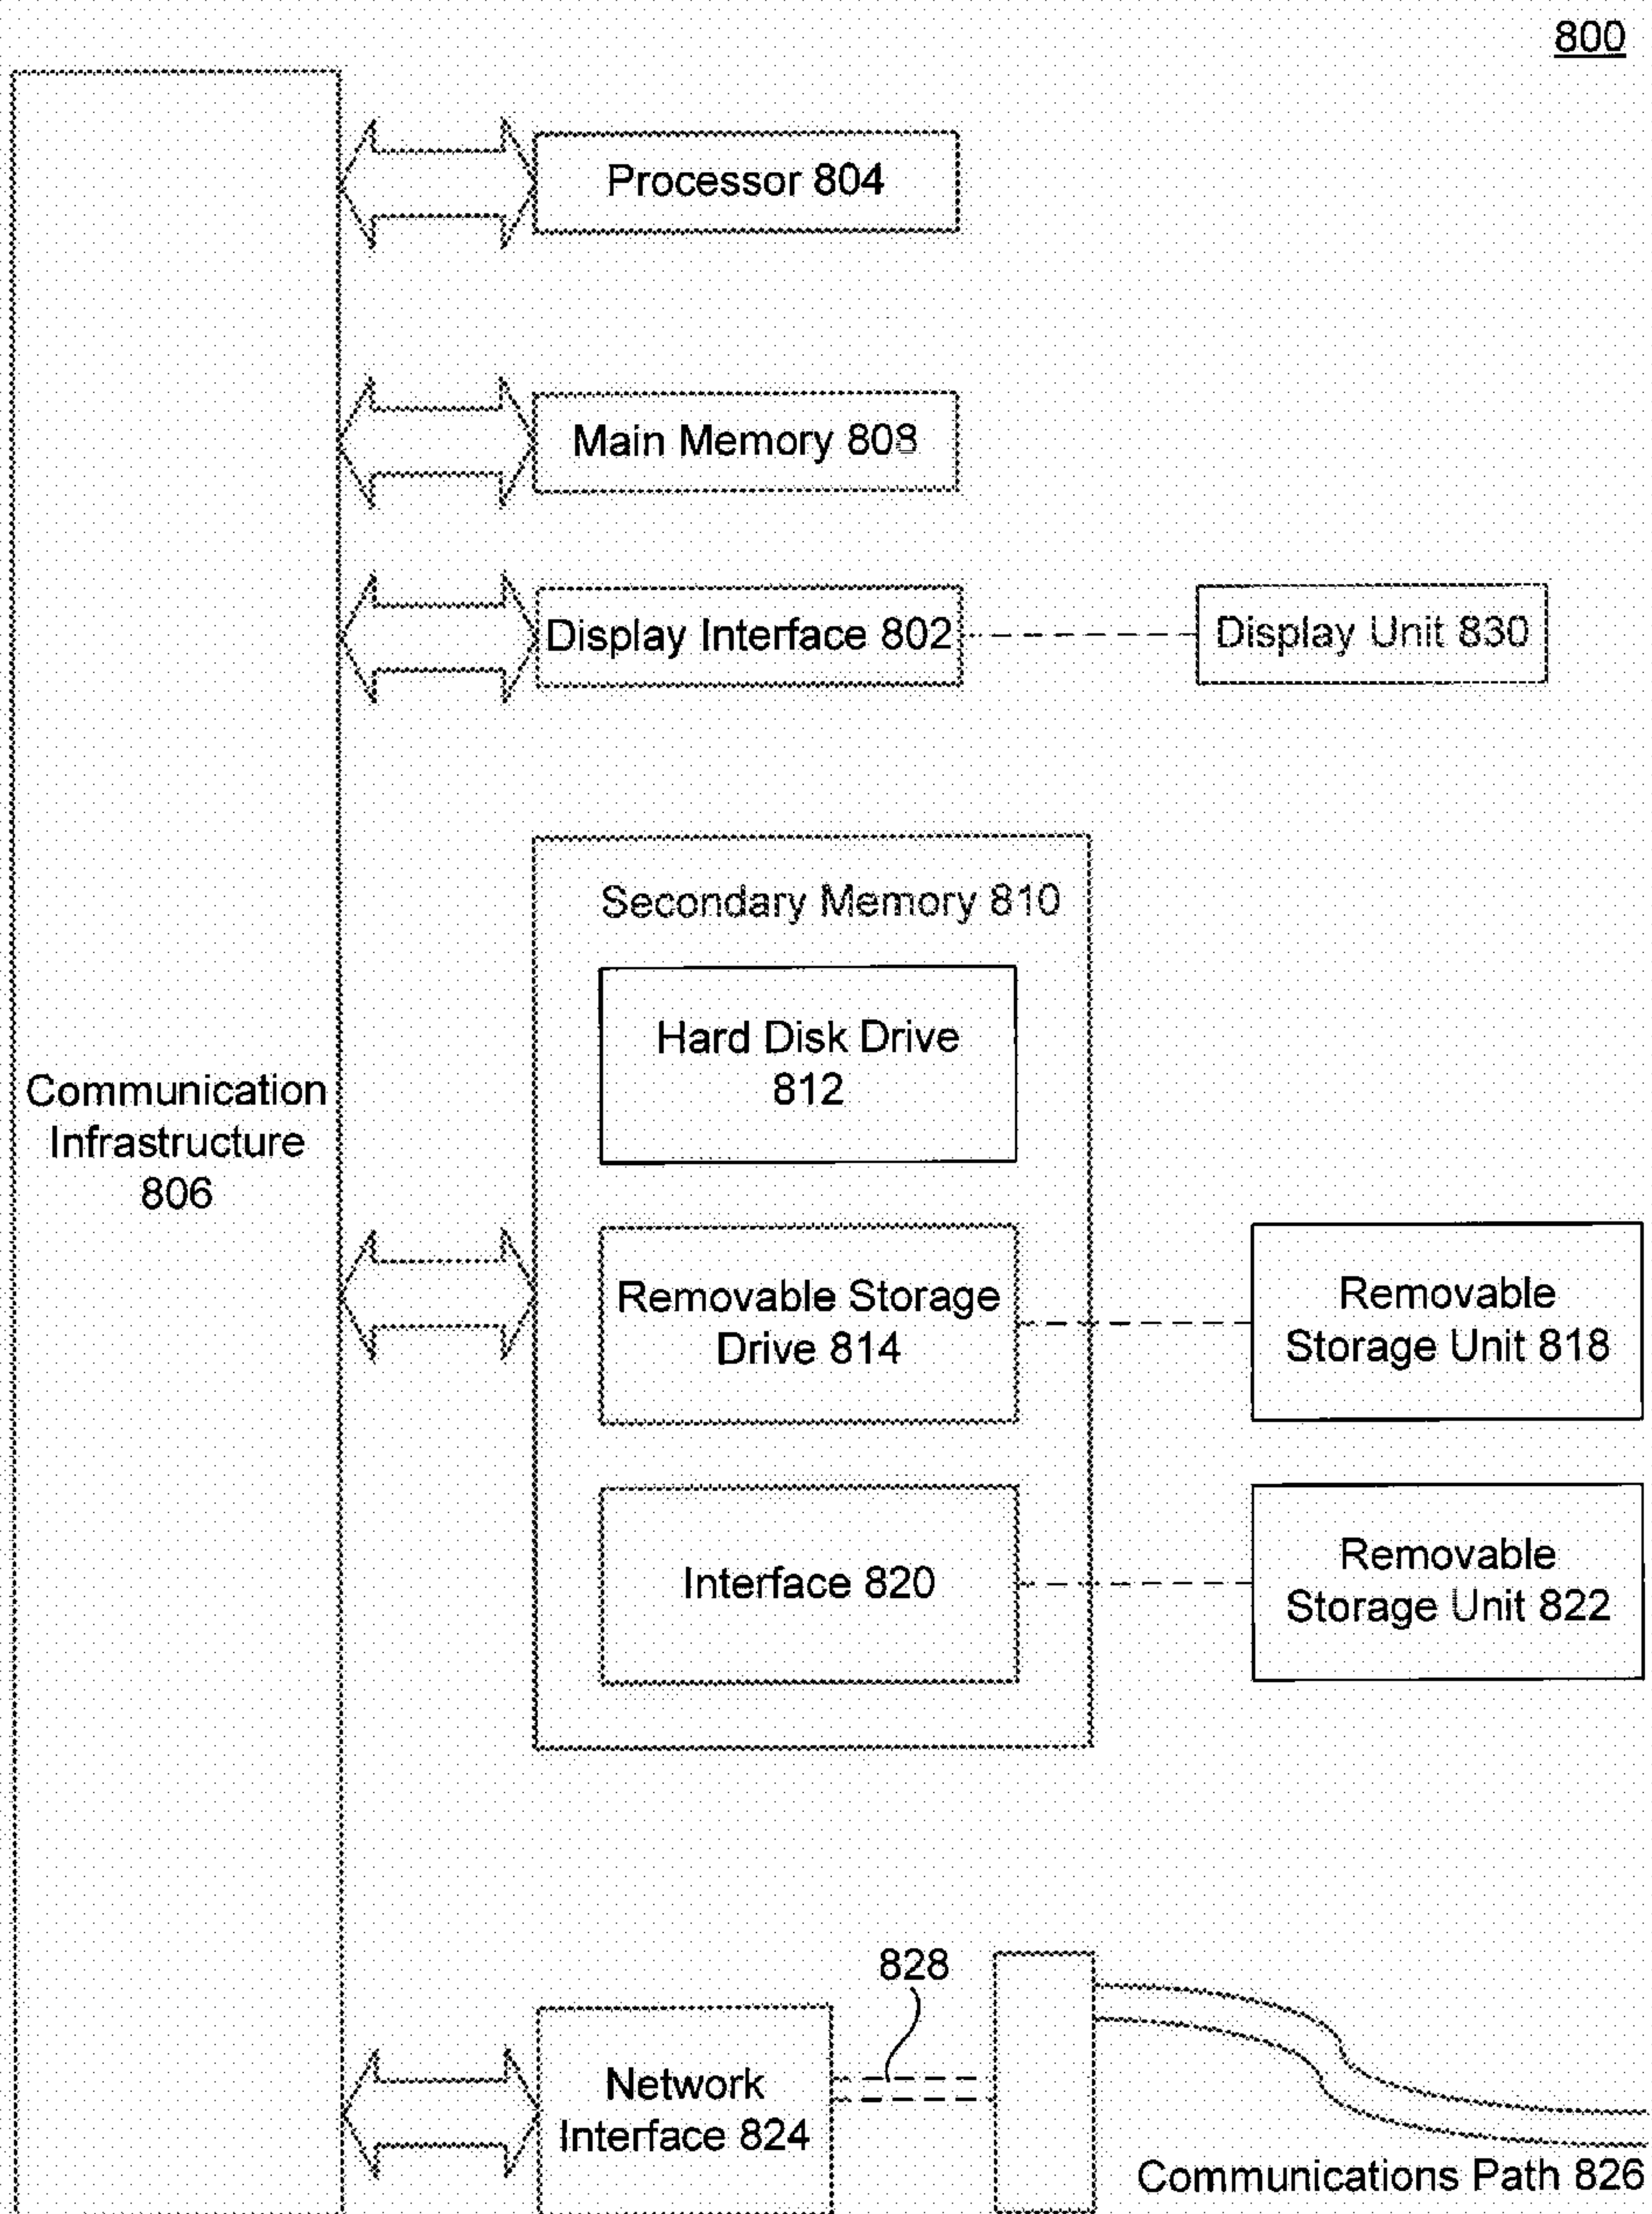 800
Processor 804
Main Memory 808
Display Interface 802
Display Unit 830
Secondary Memory 810
Hard Disk Drive
812
Communication
Infrastructure
806
Removable Storage
Drive 814
Removable
Storage Unit 818
Interface 820
Removable
Storage Unit 822
828
Network
Interface 824
Communications Path 826